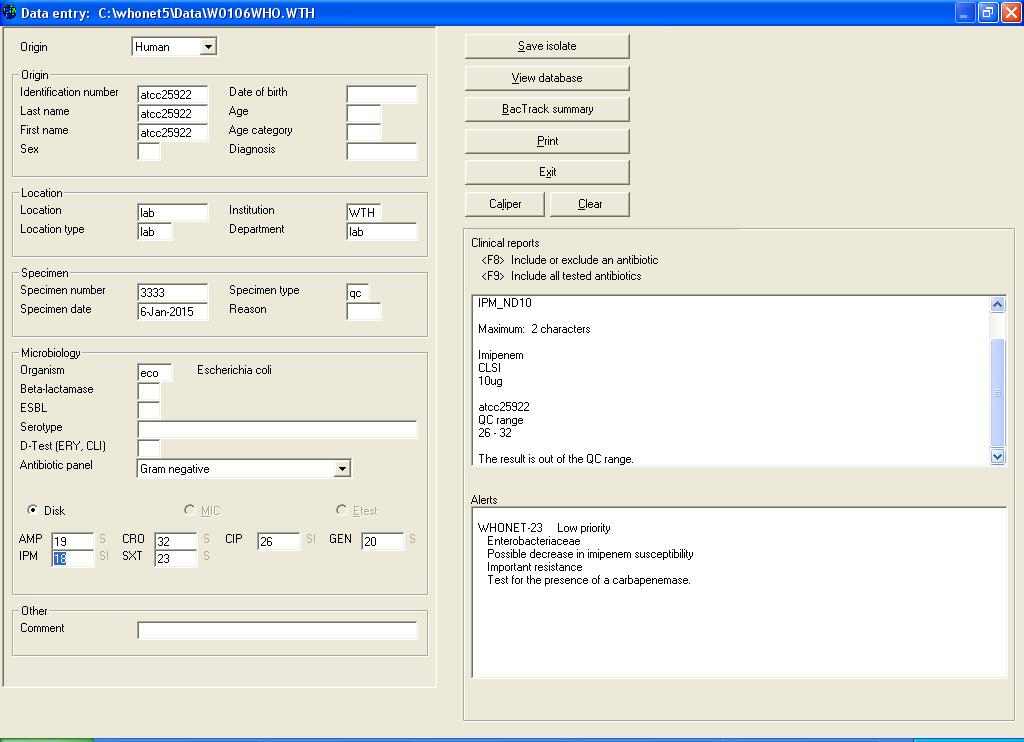 Data entry:  C:\whonet5\Data\W0106WHO.WTH
Origin Human
Origin
Identification number atcc25922 Date of birth
Last name atcc25922 Age
First name atcc25922 Age category
Sex Diagnosis
Location
Location lab Institution WTH
Location type lab Department lab
Specimen
Specimen number 3333 Specimen type qc
Specimen date 6-Jan-2015 Reason
Microbiology
Organism eco Escherichia coli
Beta-lactamase
ESBL
Serotype
D-Test (ERY, CLI)
Antibiotic panel Gram negative
Disk MIC Etest
AMP 19 S CRO 32 S CIP 26 S! GEN 20 S
IPM 18 S! SXT 23 S
Other
Comment
Save isolate
View database
BacTrack summary
Print
Exit
Caliper Clear
Clinical reports
<F8> Include or exclude an antibiotic
<F9> Include all tested antibiotics
IPM_ND10
Maximum:  2 characters
Imipenem
CLSI
10ug
atcc25922
QC range
26 - 32
The result is out of the QC range.
Alerts
WHONET-23 Low priority
Enterobacteriaceae
Possible decrease in imipenem susceptibility
Important resistance
Test for the presence of a carbapenemase.